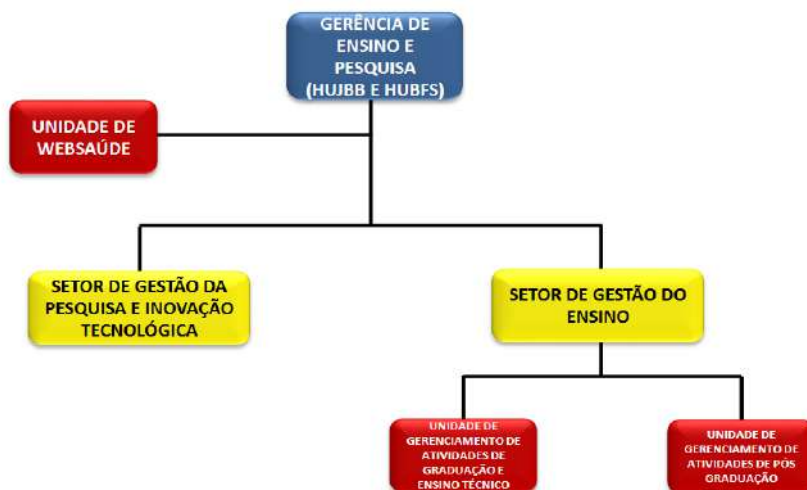 GERÊNCIA DE
ENSINO E
PESQUISA
(HUJBB E HUBFS)
UNIDADE DE
WEBSAÚDE
SETOR DE GESTÃO DA
PESQUISA E INOVAÇÃO
TECNOLÓGICA
SETOR DE GESTÃO DO
ENSINO
UNIDADE DE
GERENCIAMENTO DE
ATIVIDADES DE
GRADUAÇÃO E
ENSINO TÉCNICO
UNIDADE DE
GERENCIAMENTO DE
ATIVIDADES DE PÓS
GRADUAÇÃO